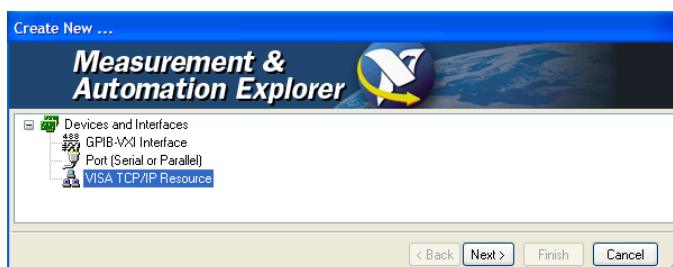 Create New ...
Measurement &
Automation Explorer
Devices and Interfaces
GPIB-VXI Interface
Port (Serial or Parallel)
VISA TCP/IP Resource
< Back Next > Finish Cancel